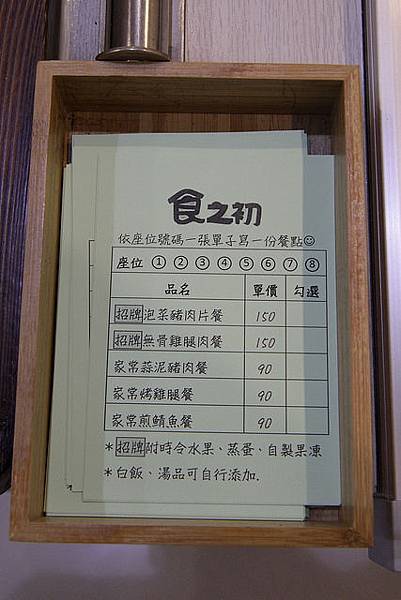 食之初
依座位號碼一張單子寫一份餐點☺
座位 ① ② ③ ④ ⑤ ⑥ ⑦ ⑧
品名 單價 勾選
招牌泡菜豬肉片餐 150
招牌無骨雞腿肉餐 150
家常蒜泥豬肉餐 90
家常烤雞腿餐 90
家常煎鯖魚餐 90
*招牌附時令水果、蒸蛋、自製果凍
*白飯、湯品可自行添加.